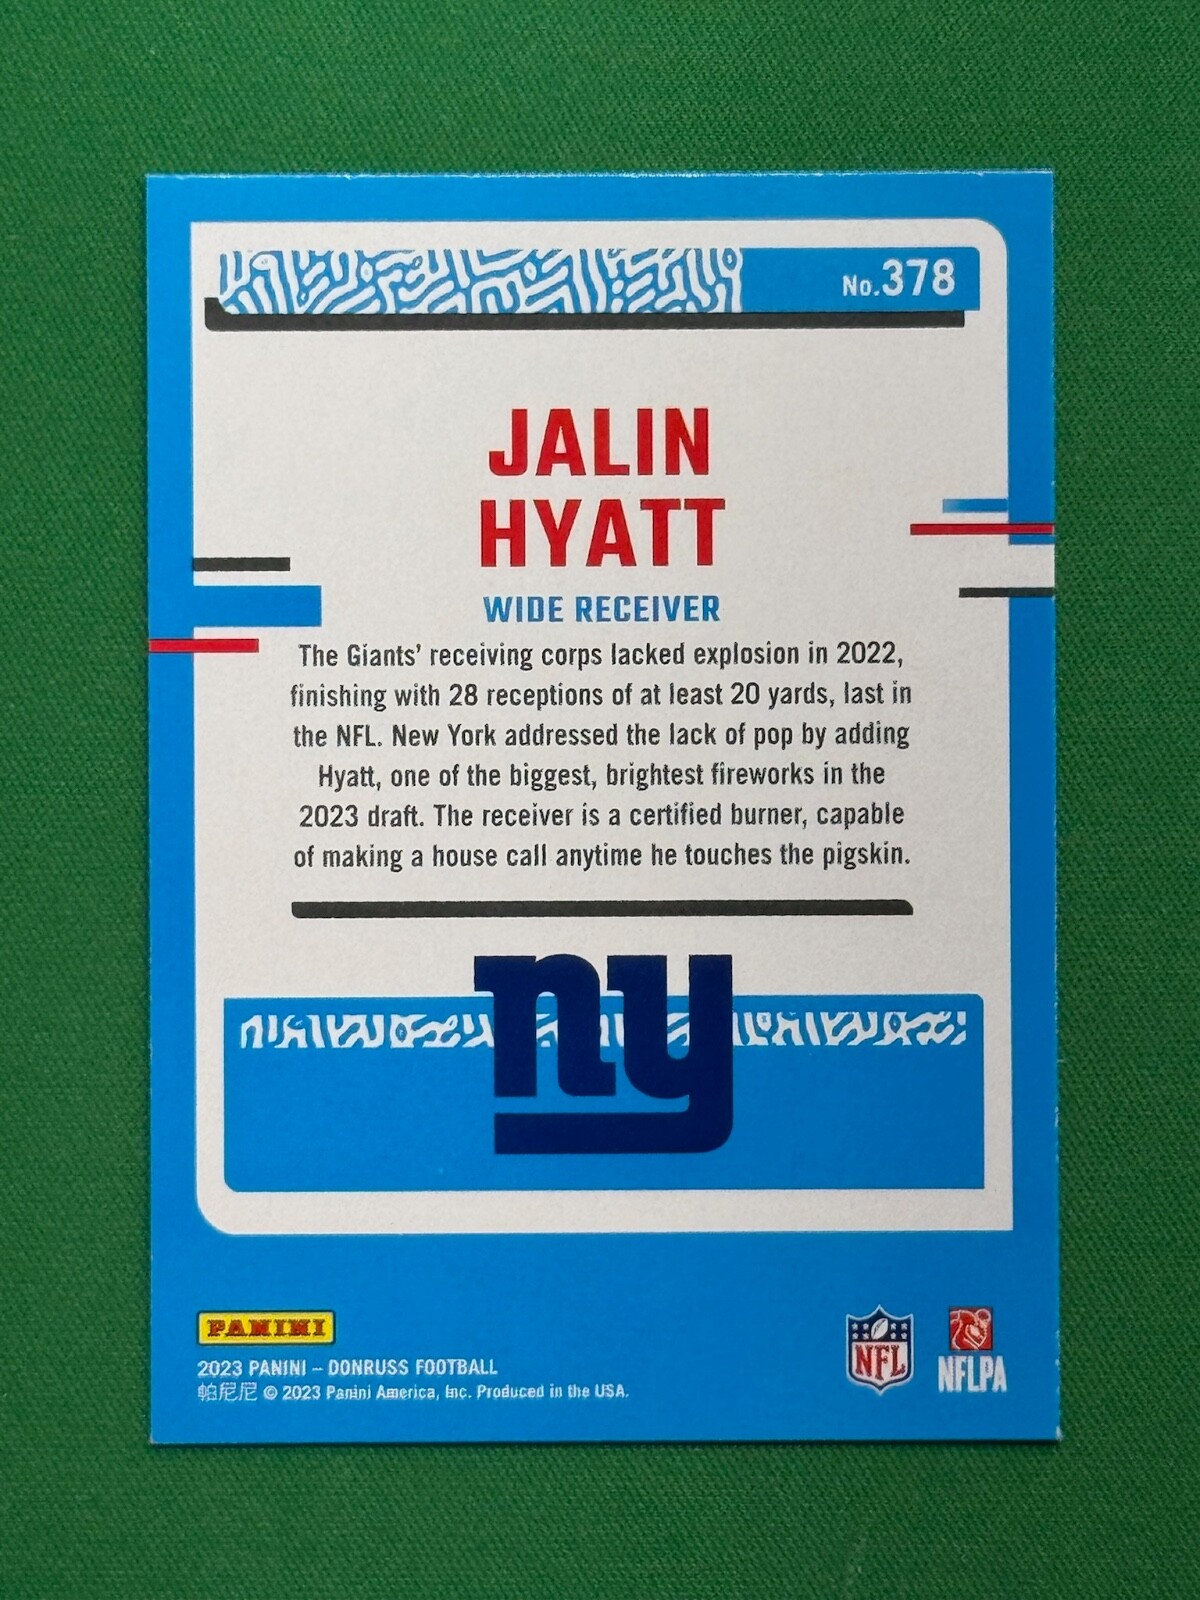 No.378
JALIN
HYATT
WIDE RECEIVER
The Giants' receiving corps lacked explosion in 2022,
finishing with 28 receptions of at least 20 yards, last in
the NFL. New York addressed the lack of pop by adding
Hyatt, one of the biggest, brightest fireworks in the
2023 draft. The receiver is a certified burner, capable
of making a house call anytime he touches the pigskin.
ny
PANINI
2023 PANINI – DONRUSS FOOTBALL
帕尼尼 © 2023 Panini America, Inc. Produced in the USA.
NFL
NFLPA